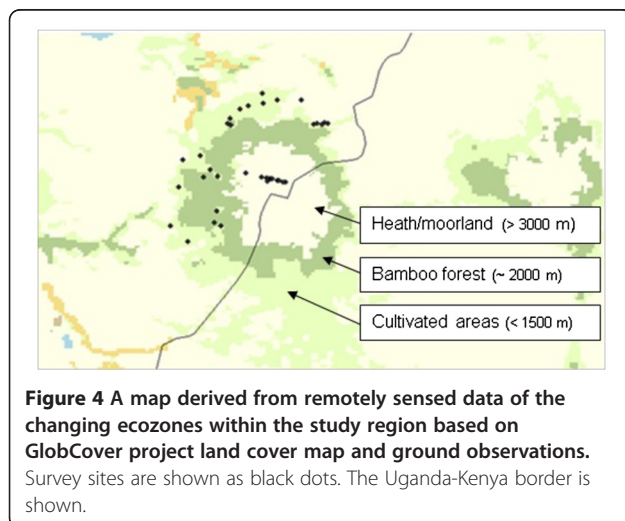 Heath/moorland (> 3000 m)
Bamboo forest (~ 2000 m)
Cultivated areas (< 1500 m)
Figure 4 A map derived from remotely sensed data of the
changing ecozones within the study region based on
GlobCover project land cover map and ground observations.
Survey sites are shown as black dots. The Uganda-Kenya border is
shown.